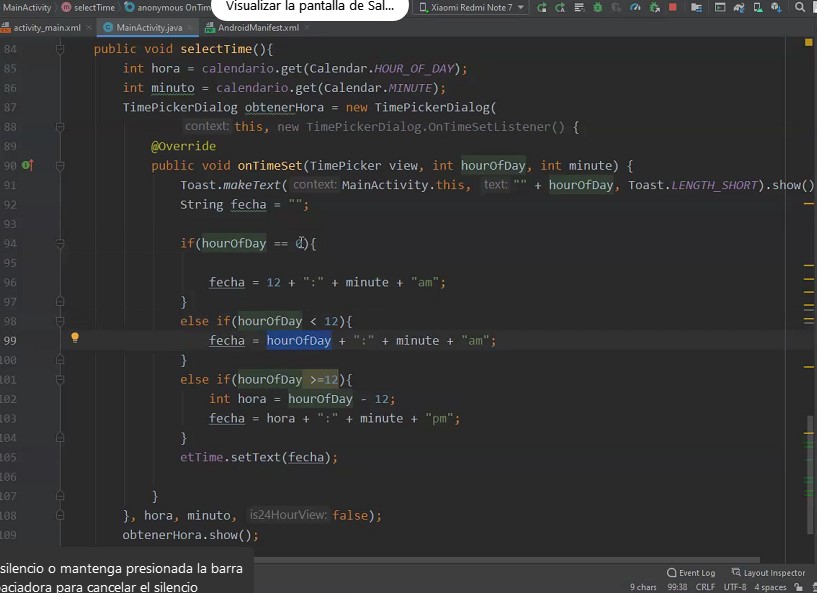 MainActivity selectTime anonymous OnTim Visualizar la pantalla de Sal... Xiaomi Redmi Note 7
activity_main.xml MainActivity.java AndroidManifest.xml
84 public void selectTime(){
85 int hora = calendario.get(Calendar.HOUR_OF_DAY);
86 int minuto = calendario.get(Calendar.MINUTE);
87 TimePickerDialog obtenerHora = new TimePickerDialog(
88 context: this, new TimePickerDialog.OnTimeSetListener() {
89 @Override
90 public void onTimeSet(TimePicker view, int hourOfDay, int minute) {
91 Toast.makeText( context: MainActivity.this, text: "" + hourOfDay, Toast.LENGTH_SHORT).show()
92 String fecha = "";
93
94 if(hourOfDay == 0){
95
96 fecha = 12 + ":" + minute + "am";
97 }
98 else if(hourOfDay < 12){
99 fecha = hourOfDay + ":" + minute + "am";
100 }
101 else if(hourOfDay >=12){
102 int hora = hourOfDay - 12;
103 fecha = hora + ":" + minute + "pm";
104 }
105 etTime.setText(fecha);
106
107 }
108 }, hora, minuto, is24HourView: false);
109 obtenerHora.show();
silencio o mantenga presionada la barra
paciadora para cancelar el silencio
Event Log Layout Inspector
9 chars 99:38 CRLF UTF-8 4 spaces